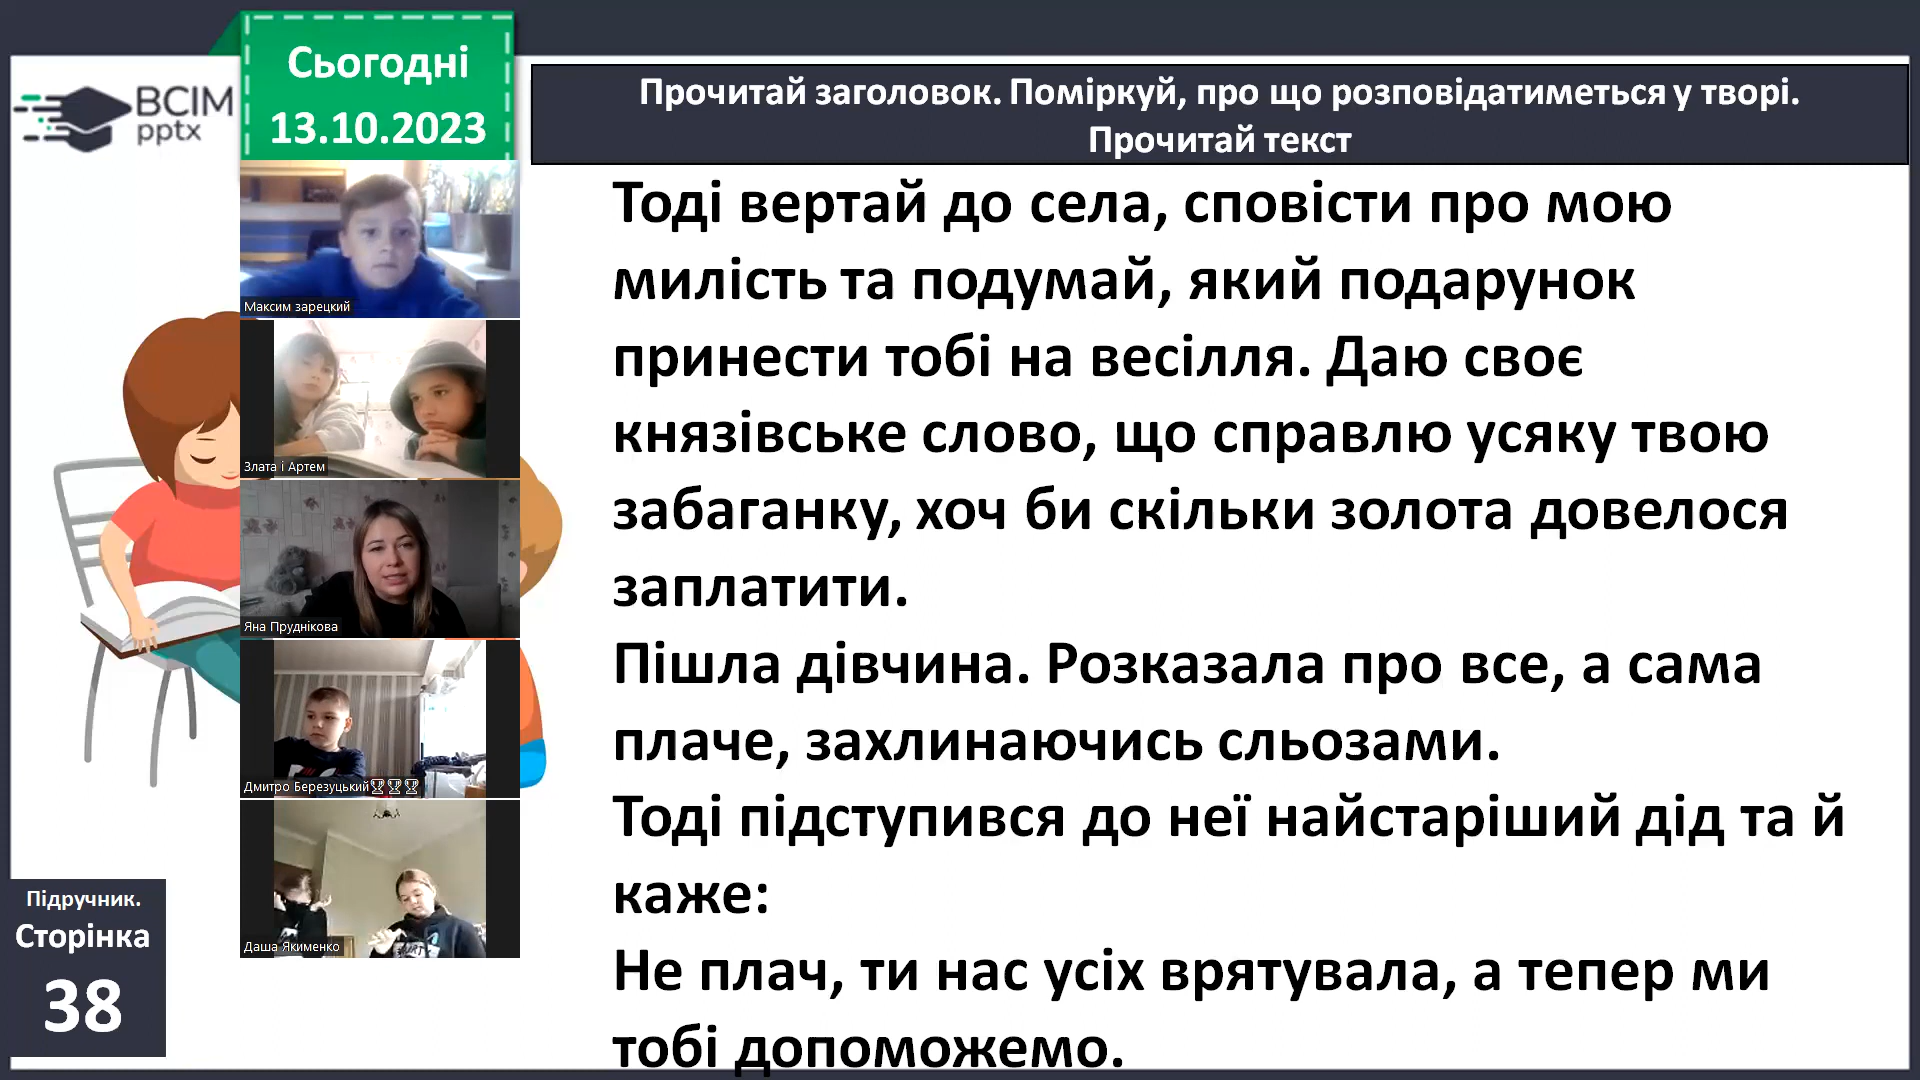 Сьогодні
13.10.2023
ВСІМ
pptx
Прочитай заголовок. Поміркуй, про що розповідатиметься у творі.
Прочитай текст
Максим зарецкий
Злата і Артем
Яна Пруднікова
Дмитро Березуцький🏆🏆🏆
Даша Якименко
Тоді вертай до села, сповісти про мою
милість та подумай, який подарунок
принести тобі на весілля. Даю своє
князівське слово, що справлю усяку твою
забаганку, хоч би скільки золота довелося
заплатити.
Пішла дівчина. Розказала про все, а сама
плаче, захлинаючись сльозами.
Тоді підступився до неї найстаріший дід та й
каже:
Не плач, ти нас усіх врятувала, а тепер ми
тобі допоможемо.
Підручник.
Сторінка
38